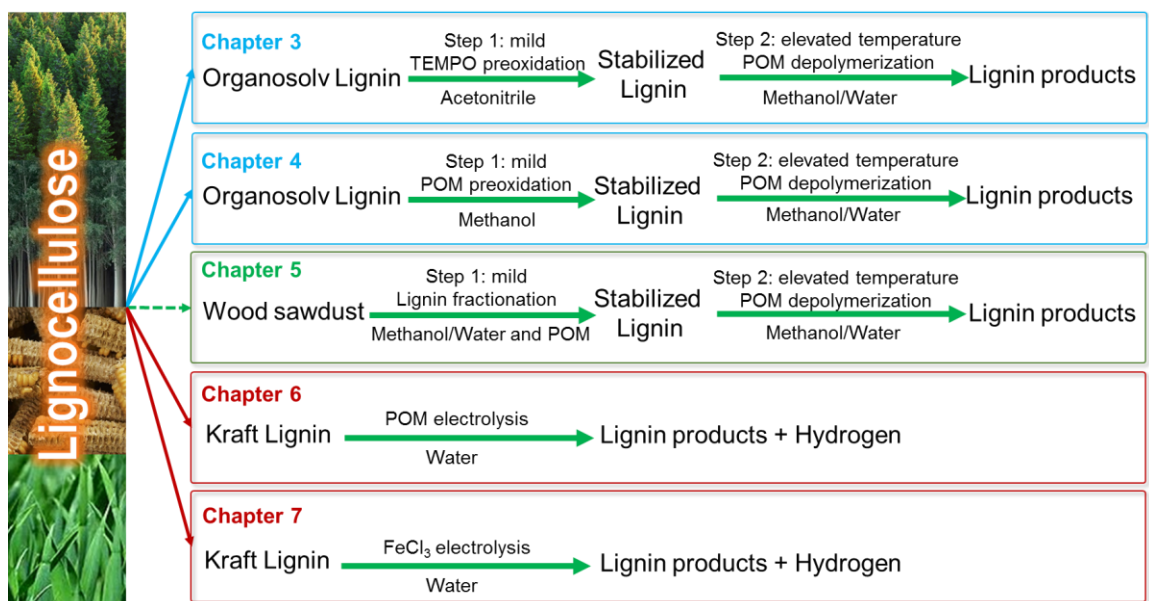 Lignocellulose
Chapter 3
Organosolv Lignin
Step 1: mild
TEMPO preoxidation
Acetonitrile
Stabilized
Lignin
Step 2: elevated temperature
POM depolymerization
Methanol/Water
Lignin products
Chapter 4
Organosolv Lignin
Step 1: mild
POM preoxidation
Methanol
Stabilized
Lignin
Step 2: elevated temperature
POM depolymerization
Methanol/Water
Lignin products
Chapter 5
Wood sawdust
Step 1: mild
Lignin fractionation
Methanol/Water and POM
Stabilized
Lignin
Step 2: elevated temperature
POM depolymerization
Methanol/Water
Lignin products
Chapter 6
Kraft Lignin
POM electrolysis
Water
Lignin products + Hydrogen
Chapter 7
Kraft Lignin
FeCl₃ electrolysis
Water
Lignin products + Hydrogen